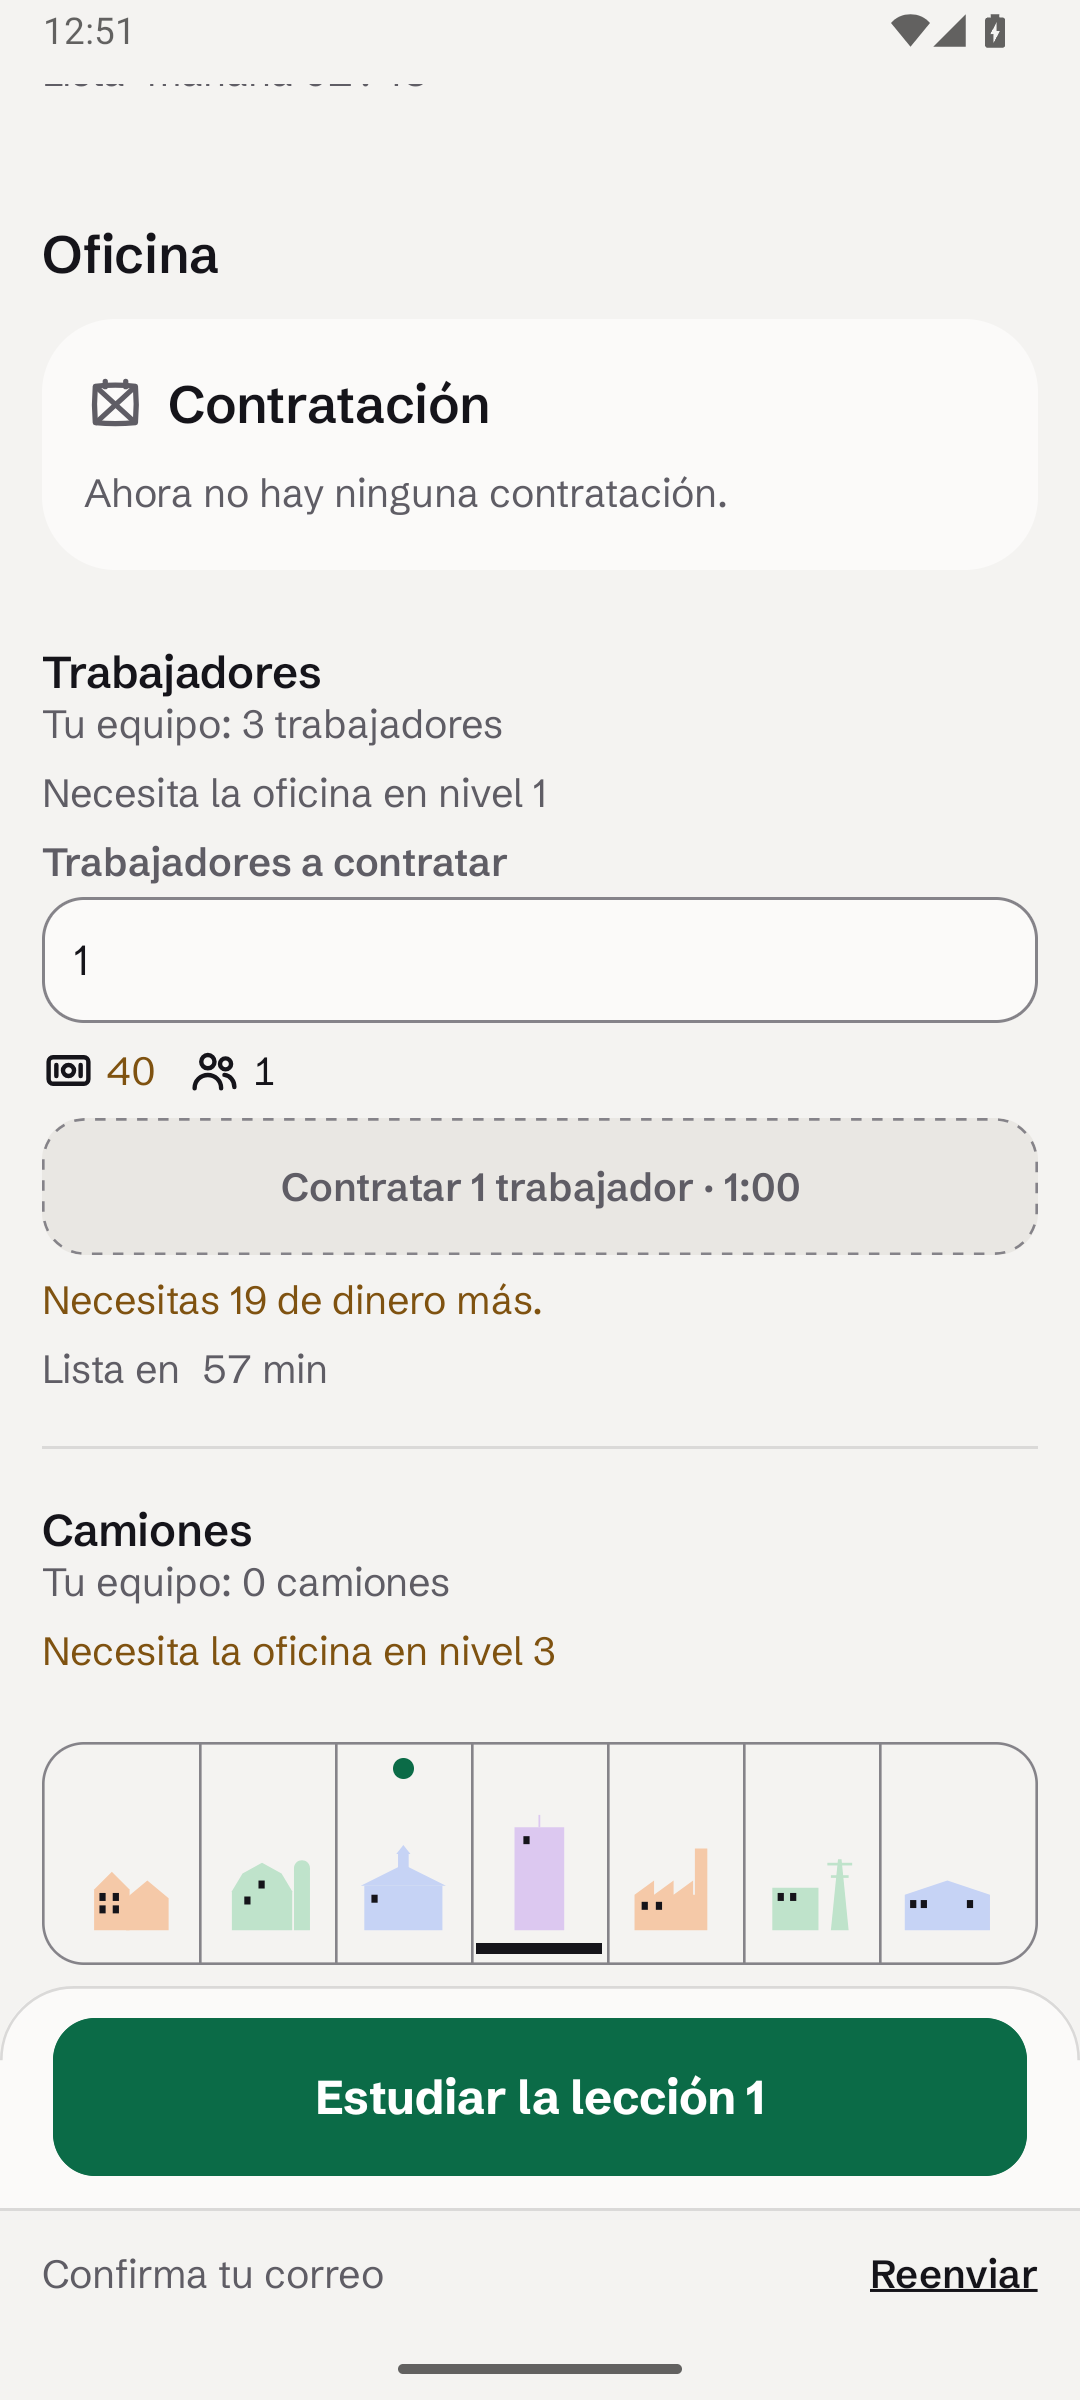 12:51
Oficina
Contratación
Ahora no hay ninguna contratación.
Trabajadores
Tu equipo: 3 trabajadores
Necesita la oficina en nivel 1
Trabajadores a contratar
1
40 1
Contratar 1 trabajador · 1:00
Necesitas 19 de dinero más.
Lista en 57 min
Camiones
Tu equipo: 0 camiones
Necesita la oficina en nivel 3
Estudiar la lección 1
Confirma tu correo Reenviar